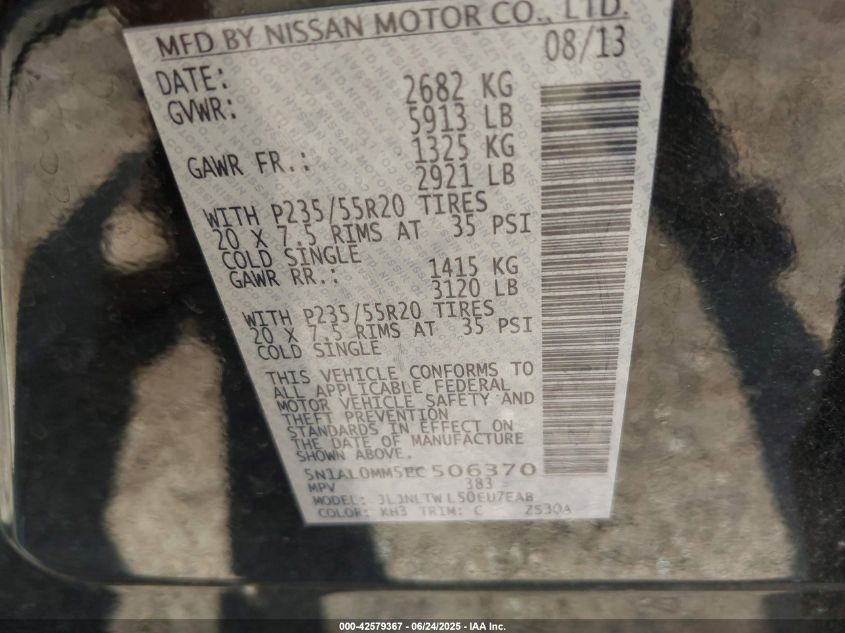 MFD BY NISSAN MOTOR CO., LTD.
DATE: 08/13
GVWR: 2682 KG
5913 LB
GAWR FR.: 1325 KG
2921 LB
WITH P235/55R20 TIRES
20 X 7.5 RIMS AT 35 PSI
COLD SINGLE
GAWR RR.: 1415 KG
3120 LB
WITH P235/55R20 TIRES
20 X 7.5 RIMS AT 35 PSI
COLD SINGLE
THIS VEHICLE CONFORMS TO
ALL APPLICABLE FEDERAL
MOTOR VEHICLE SAFETY AND
THEFT PREVENTION
STANDARDS IN EFFECT ON
THE DATE OF MANUFACTURE
SHOWN ABOVE.
5N1AL0MM5EC506370
MPV 383
MODEL: JLJNLTWL50EU7EAB
COLOR: KH3 TRIM: C 2530A
000-42579367 - 06/24/2025 - IAA Inc.